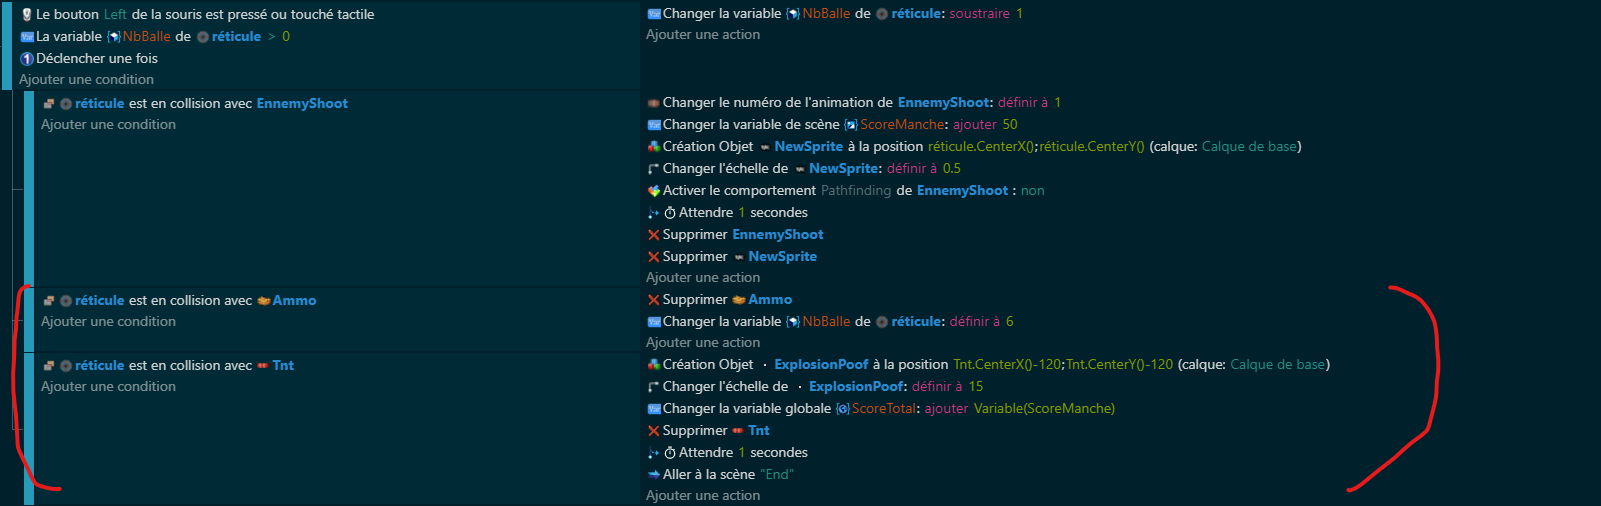 Le bouton Left de la souris est pressé ou touché tactile
La variable NbBalle de réticule > 0
Déclencher une fois
Ajouter une condition
Changer la variable NbBalle de réticule: soustraire 1
Ajouter une action
réticule est en collision avec EnnemyShoot
Ajouter une condition
Changer le numéro de l'animation de EnnemyShoot: définir à 1
Changer la variable de scène ScoreManche: ajouter 50
Création Objet NewSprite à la position réticule.CenterX();réticule.CenterY() (calque: Calque de base)
Changer l'échelle de NewSprite: définir à 0.5
Activer le comportement Pathfinding de EnnemyShoot : non
Attendre 1 secondes
Supprimer EnnemyShoot
Supprimer NewSprite
Ajouter une action
réticule est en collision avec Ammo
Ajouter une condition
Supprimer Ammo
Changer la variable NbBalle de réticule: définir à 6
Ajouter une action
réticule est en collision avec Tnt
Ajouter une condition
Création Objet ExplosionPoof à la position Tnt.CenterX()-120;Tnt.CenterY()-120 (calque: Calque de base)
Changer l'échelle de ExplosionPoof: définir à 15
Changer la variable globale ScoreTotal: ajouter Variable(ScoreManche)
Supprimer Tnt
Attendre 1 secondes
Aller à la scène "End"
Ajouter une action